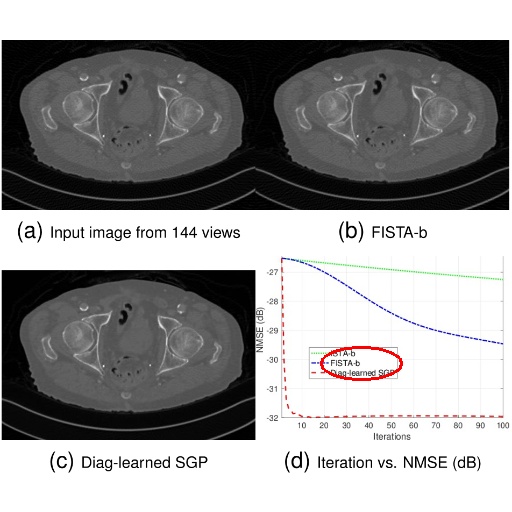 (a) Input image from 144 views
(b) FISTA-b
-27
-28
-29
-30
-31
-32
NMSE (dB)
ISTA-b
FISTA-b
Diag-learned SGP
10 20 30 40 50 60 70 80 90 100
Iterations
(c) Diag-learned SGP
(d) Iteration vs. NMSE (dB)